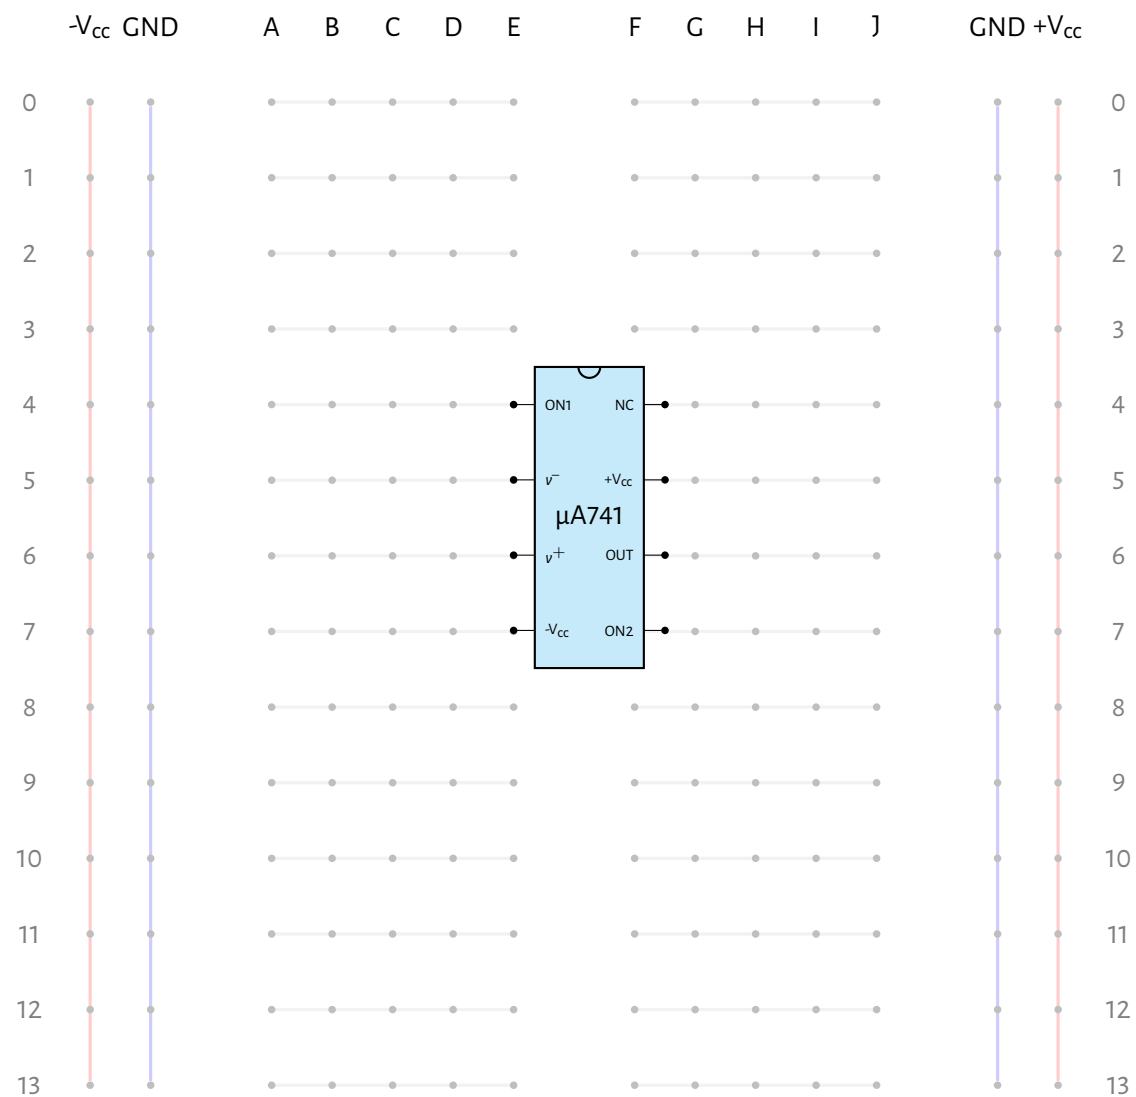 -Vcc GND A B C D E F G H I J GND +Vcc
0 0
1 1
2 2
3 3
4 ON1 NC 4
5 v− +Vcc 5
µA741
6 v+ OUT 6
7 -Vcc ON2 7
8 8
9 9
10 10
11 11
12 12
13 13